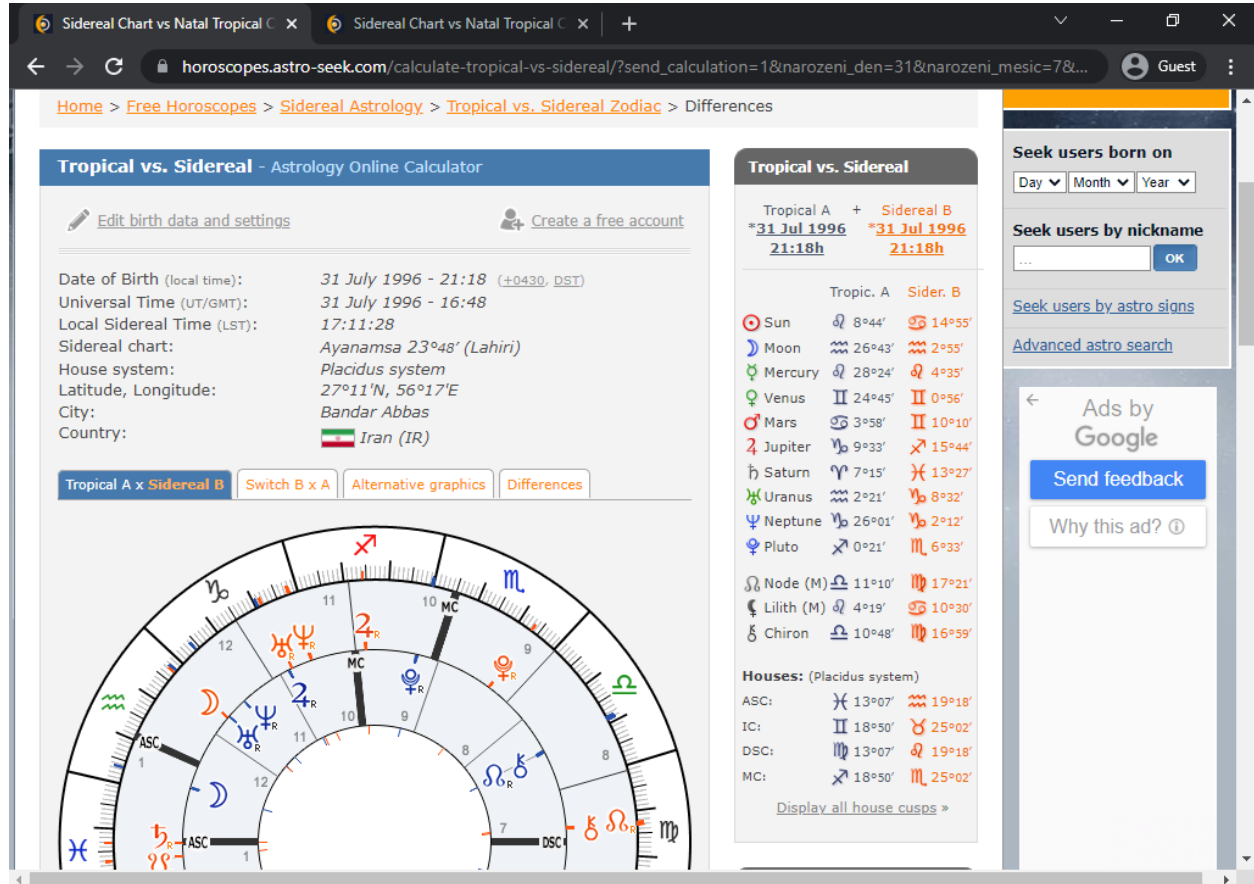 Sidereal Chart vs Natal Tropical C
Sidereal Chart vs Natal Tropical C
horoscopes.astro-seek.com/calculate-tropical-vs-sidereal/?send_calculation=1&narozeni_den=31&narozeni_mesic=7&...
Guest
Home > Free Horoscopes > Sidereal Astrology > Tropical vs. Sidereal Zodiac > Differences
Tropical vs. Sidereal - Astrology Online Calculator
Edit birth data and settings
Create a free account
Date of Birth (local time): 31 July 1996 - 21:18 (+0430, DST)
Universal Time (UT/GMT): 31 July 1996 - 16:48
Local Sidereal Time (LST): 17:11:28
Sidereal chart: Ayanamsa 23°48' (Lahiri)
House system: Placidus system
Latitude, Longitude: 27°11'N, 56°17'E
City: Bandar Abbas
Country: Iran (IR)
Tropical A x Sidereal B
Switch B x A
Alternative graphics
Differences
♐
♑ 11 10 MC ♏
12 ♅ ♆ R ♃ R 9
MC ♇ R ♇ R
♒ ☽ ♆ R ♃ R ♎
♅ R 11 10 9
ASC 1 8 8
☽ 12 ☊ R ⚷
♓ ♄ R ASC 1 7 DSC ⚷ ☊ R ♍
☋
Tropical vs. Sidereal
Tropical A + Sidereal B
*31 Jul 1996 *31 Jul 1996
21:18h 21:18h
Tropic. A Sider. B
☉ Sun ♌ 8°44' ♋ 14°55'
☽ Moon ♒ 26°43' ♒ 2°55'
☿ Mercury ♌ 28°24' ♌ 4°35'
♀ Venus ♊ 24°45' ♊ 0°56'
♂ Mars ♋ 3°58' ♊ 10°10'
♃ Jupiter ♑ 9°33' ♐ 15°44'
♄ Saturn ♈ 7°15' ♓ 13°27'
♅ Uranus ♒ 2°21' ♑ 8°32'
♆ Neptune ♑ 26°01' ♑ 2°12'
♇ Pluto ♐ 0°21' ♏ 6°33'
☊ Node (M) ♎ 11°10' ♍ 17°21'
⚸ Lilith (M) ♌ 4°19' ♋ 10°30'
⚷ Chiron ♎ 10°48' ♍ 16°59'
Houses: (Placidus system)
ASC: ♓ 13°07' ♒ 19°18'
IC: ♊ 18°50' ♉ 25°02'
DSC: ♍ 13°07' ♌ 19°18'
MC: ♐ 18°50' ♏ 25°02'
Display all house cusps »
Seek users born on
Day Month Year
Seek users by nickname
... OK
Seek users by astro signs
Advanced astro search
Ads by
Google
Send feedback
Why this ad?